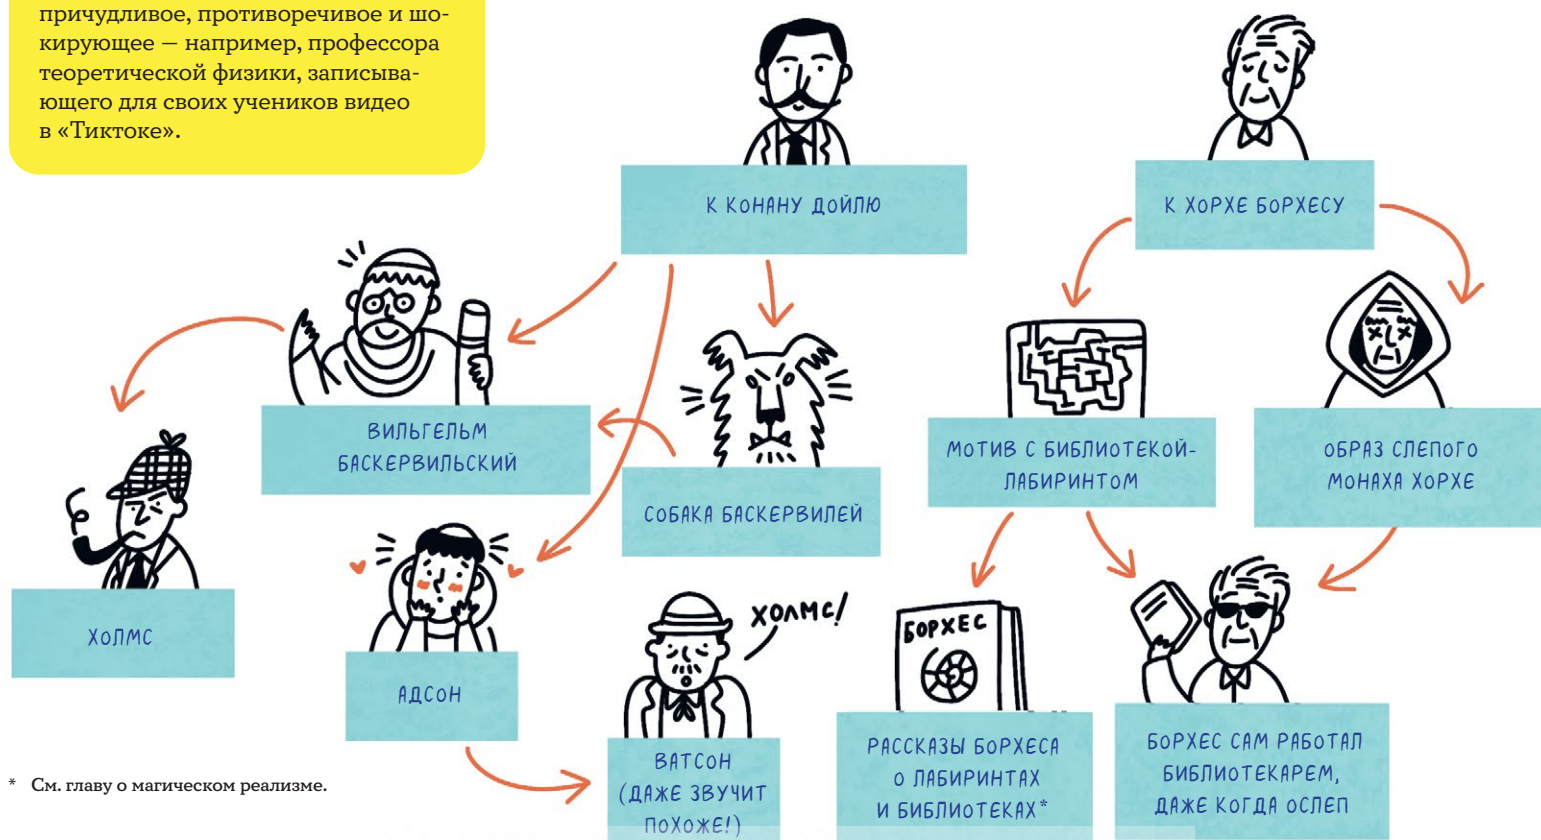 причудливое, противоречивое и шо-
кирующее — например, профессора
теоретической физики, записыва-
ющего для своих учеников видео
в «Тиктоке».
К КОНАНУ ДОЙЛЮ
К ХОРХЕ БОРХЕСУ
ВИЛЬГЕЛЬМ
БАСКЕРВИЛЬСКИЙ
СОБАКА БАСКЕРВИЛЕЙ
МОТИВ С БИБЛИОТЕКОЙ-
ЛАБИРИНТОМ
ОБРАЗ СЛЕПОГО
МОНАХА ХОРХЕ
ХОЛМС
АДСОН
ХОЛМС!
ВАТСОН
(ДАЖЕ ЗВУЧИТ
ПОХОЖЕ!)
БОРХЕС
РАССКАЗЫ БОРХЕСА
О ЛАБИРИНТАХ
И БИБЛИОТЕКАХ*
БОРХЕС САМ РАБОТАЛ
БИБЛИОТЕКАРЕМ,
ДАЖЕ КОГДА ОСЛЕП
* См. главу о магическом реализме.